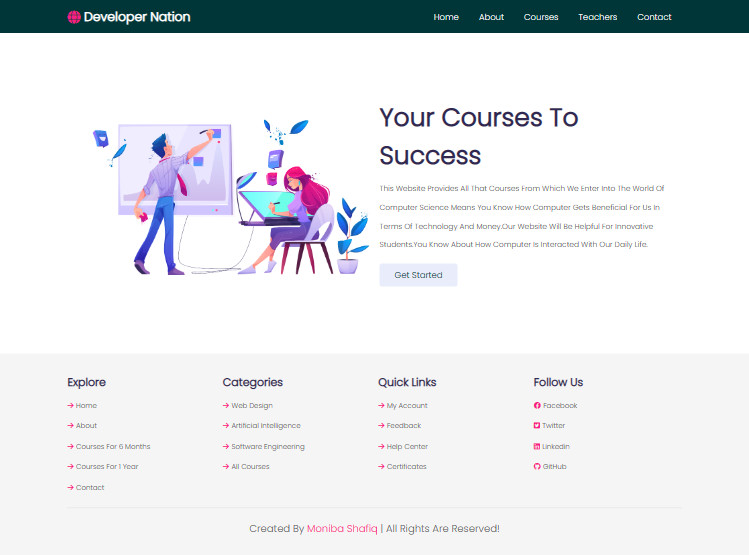 Developer Nation
Home About Courses Teachers Contact
Your Courses To
Success
This Website Provides All That Courses From Which We Enter Into The World Of
Computer Science Means You Know How Computer Gets Beneficial For Us In
Terms Of Technology And Money.Our Website Will Be Helpful For Innovative
Students.You Know About How Computer Is Interacted With Our Daily Life.
Get Started
Explore
Home
About
Courses For 6 Months
Courses For 1 Year
Contact
Categories
Web Design
Artificial Intelligence
Software Engineering
All Courses
Quick Links
My Account
Feedback
Help Center
Certificates
Follow Us
Facebook
Twitter
Linkedin
GitHub
Created By Moniba Shafiq | All Rights Are Reserved!